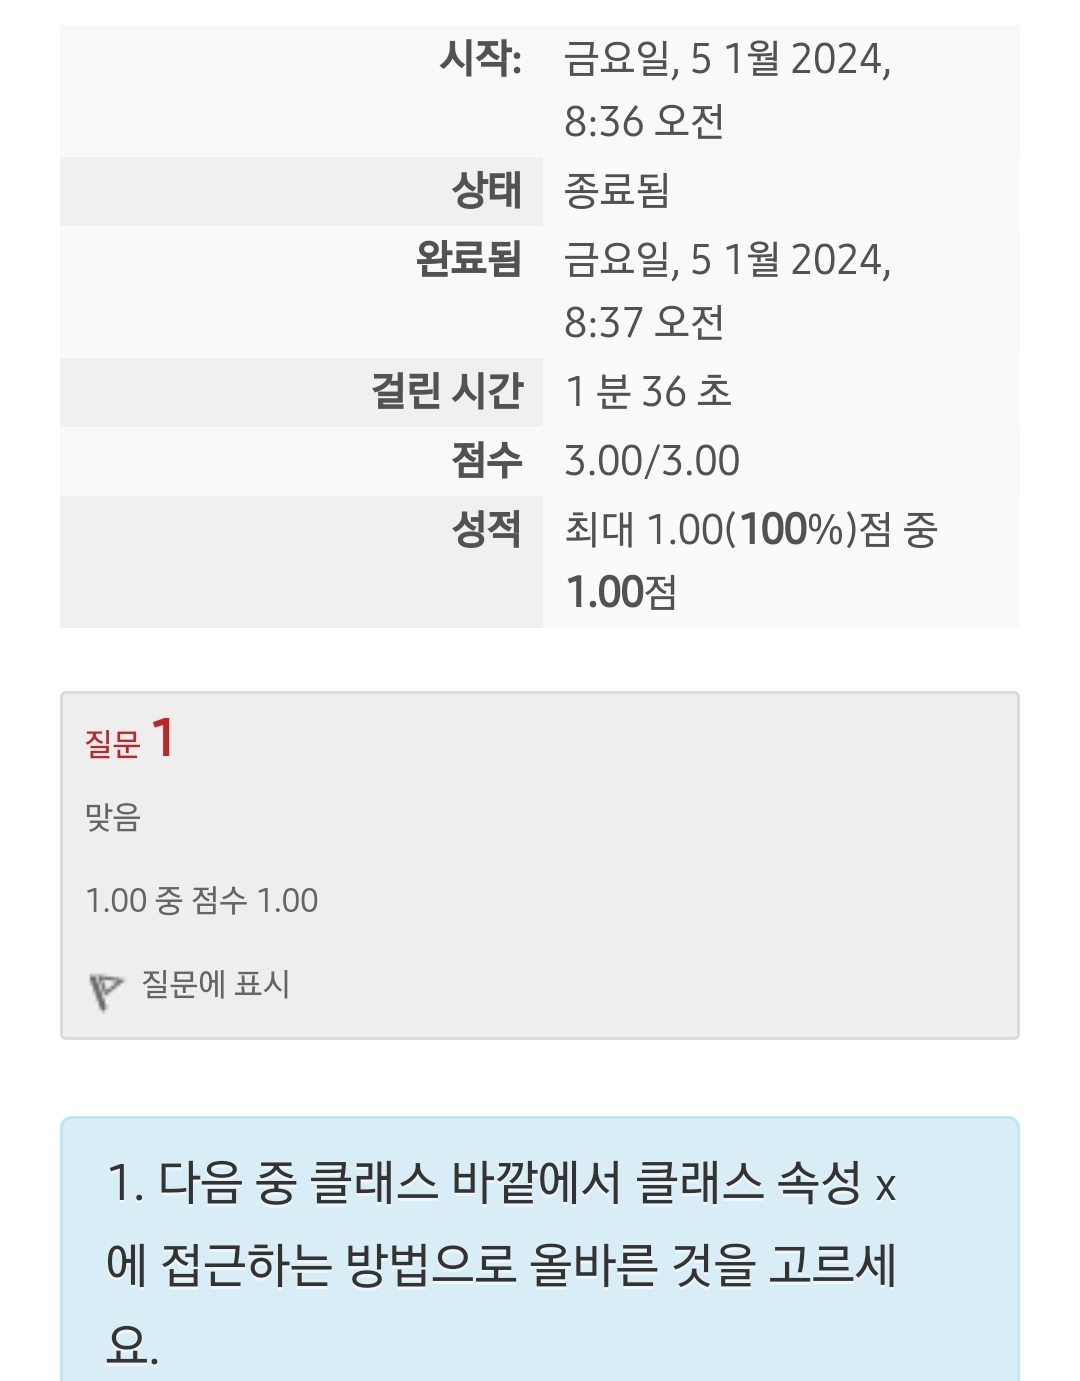 시작: 금요일, 5 1월 2024,
8:36 오전
상태 종료됨
완료됨 금요일, 5 1월 2024,
8:37 오전
걸린 시간 1 분 36 초
점수 3.00/3.00
성적 최대 1.00(100%)점 중
1.00점
질문 1
맞음
1.00 중 점수 1.00
질문에 표시
1. 다음 중 클래스 바깥에서 클래스 속성 x
에 접근하는 방법으로 올바른 것을 고르세
요.